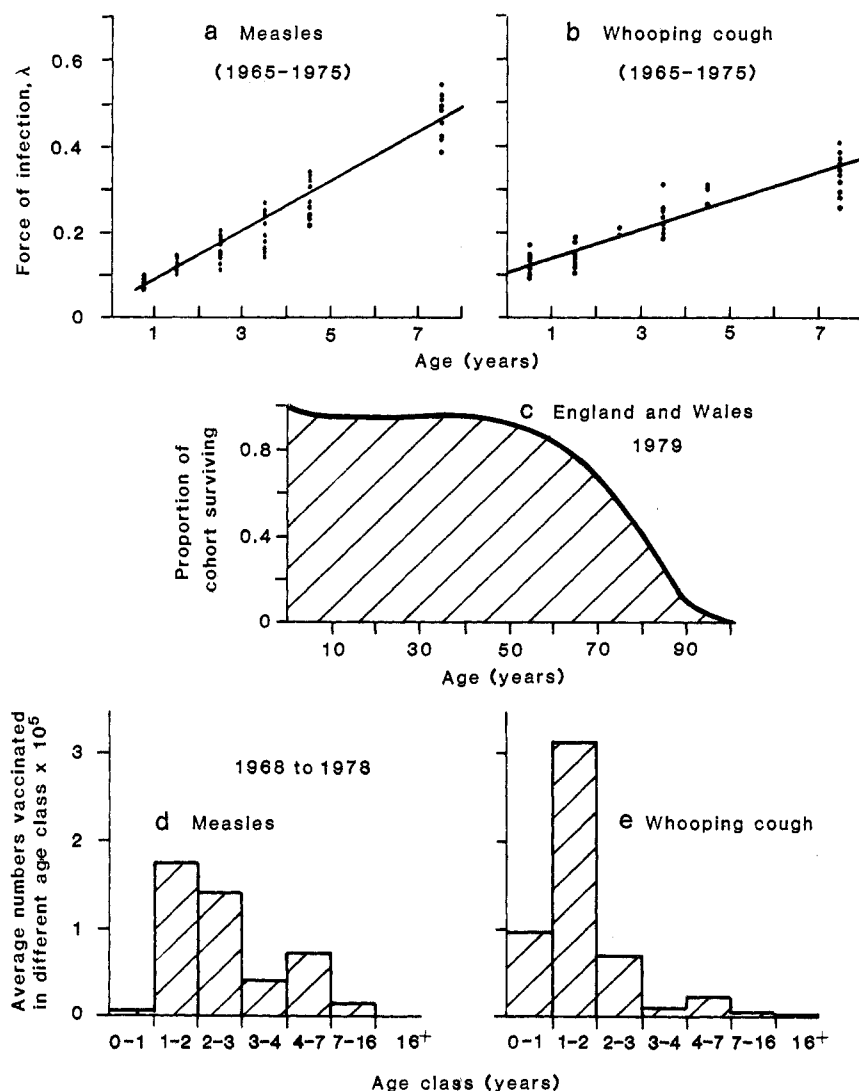 a Measles
(1965-1975)
b Whooping cough
(1965-1975)
Force of infection, λ
0.6
0.4
0.2
0
1 3 5 7
1 3 5 7
Age (years)
c England and Wales
1979
Proportion of
cohort surviving
0.8
0.4
0
10 30 50 70 90
Age (years)
Average numbers vaccinated
in different age class x 10⁵
3
2
1
0
1968 to 1978
d Measles
e Whooping cough
0-1 1-2 2-3 3-4 4-7 7-16 16+
0-1 1-2 2-3 3-4 4-7 7-16 16+
Age class (years)